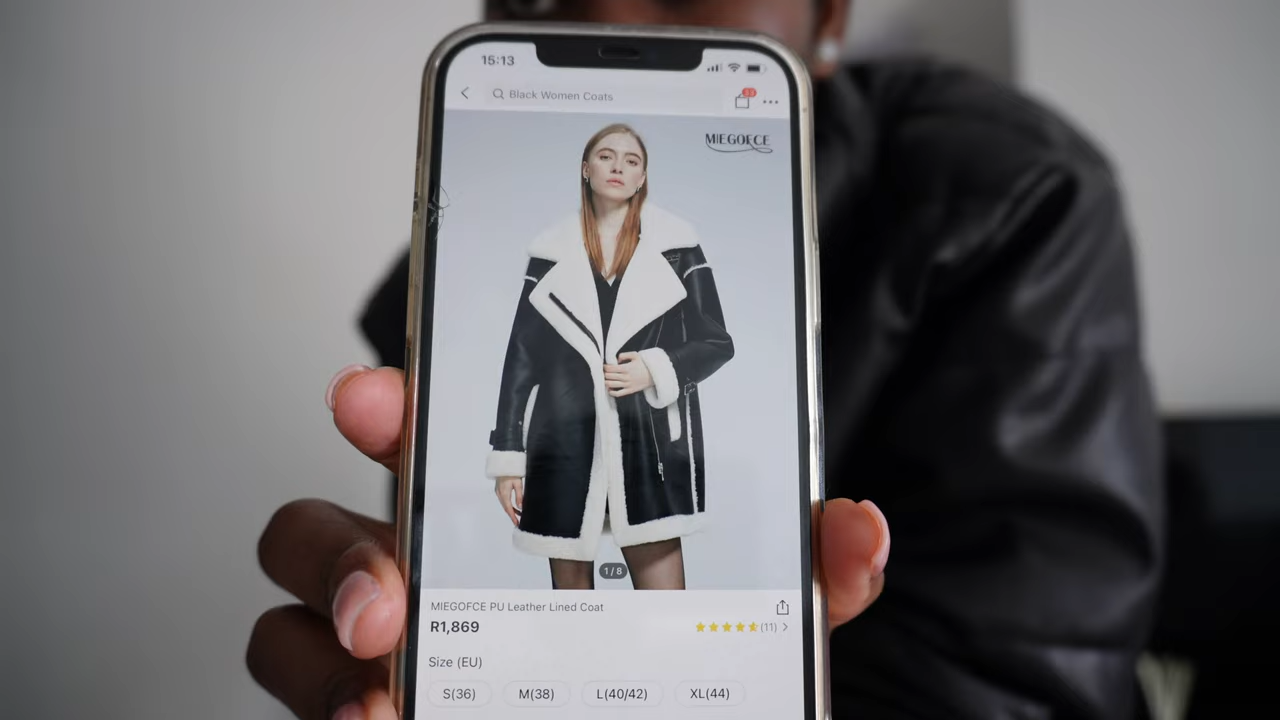 15:13
Black Women Coats
MIEGOFCE
1 / 8
MIEGOFCE PU Leather Lined Coat
R1,869
(11)
Size (EU)
S(36) M(38) L(40/42) XL(44)